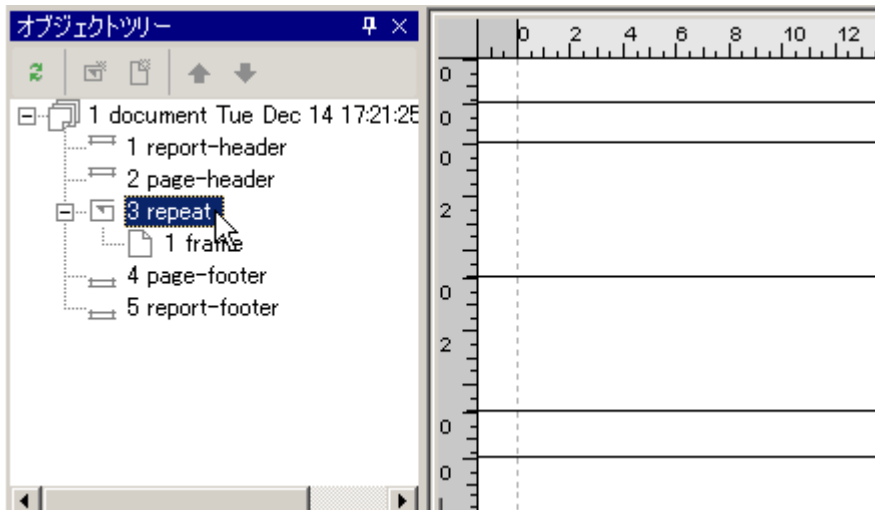 オブジェクトツリー
1 document Tue Dec 14 17:21:25
1 report-header
2 page-header
3 repeat
1 frame
4 page-footer
5 report-footer
0 2 4 6 8 10 12
0
0
0
2
0
2
0
0